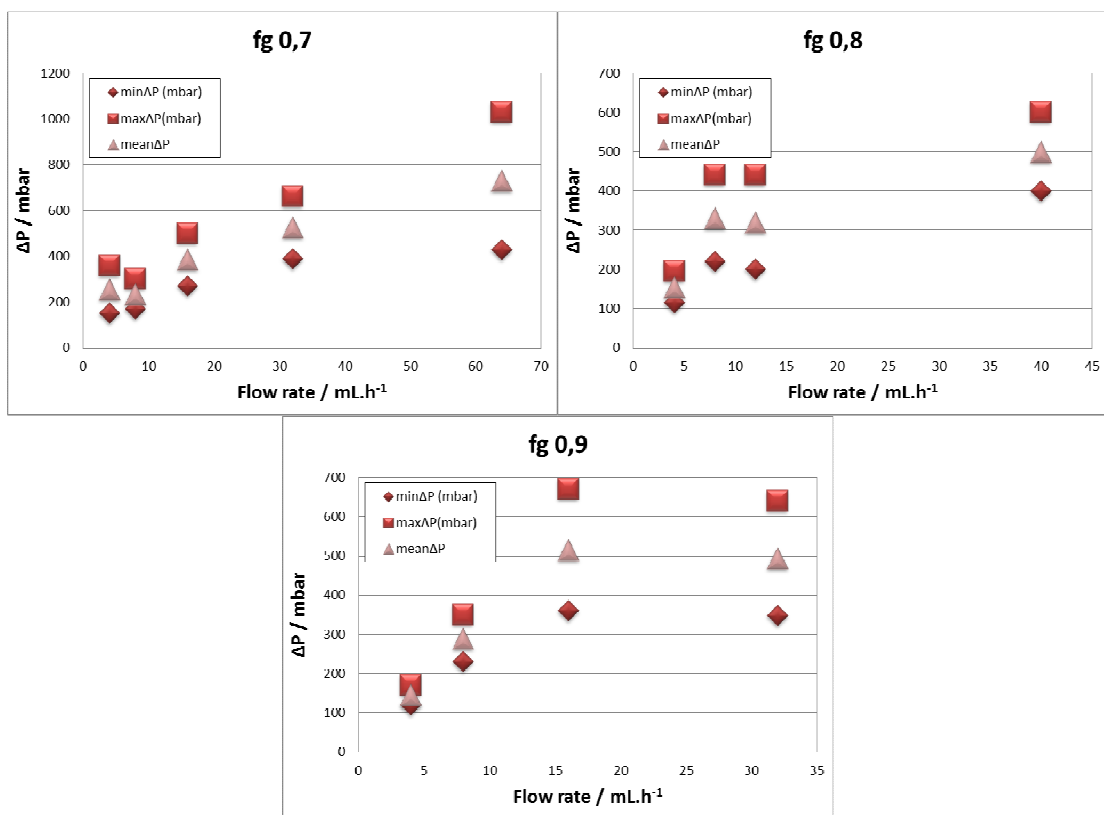 fg 0,7
1200
1000
800
600
400
200
0
ΔP / mbar
minΔP (mbar)
maxΔP(mbar)
meanΔP
0 10 20 30 40 50 60 70
Flow rate / mL.h-1
fg 0,8
700
600
500
400
300
200
100
0
ΔP / mbar
minΔP (mbar)
maxΔP(mbar)
meanΔP
0 5 10 15 20 25 30 35 40 45
Flow rate / mL.h-1
fg 0,9
700
600
500
400
300
200
100
0
ΔP / mbar
minΔP (mbar)
maxΔP(mbar)
meanΔP
0 5 10 15 20 25 30 35
Flow rate / mL.h-1